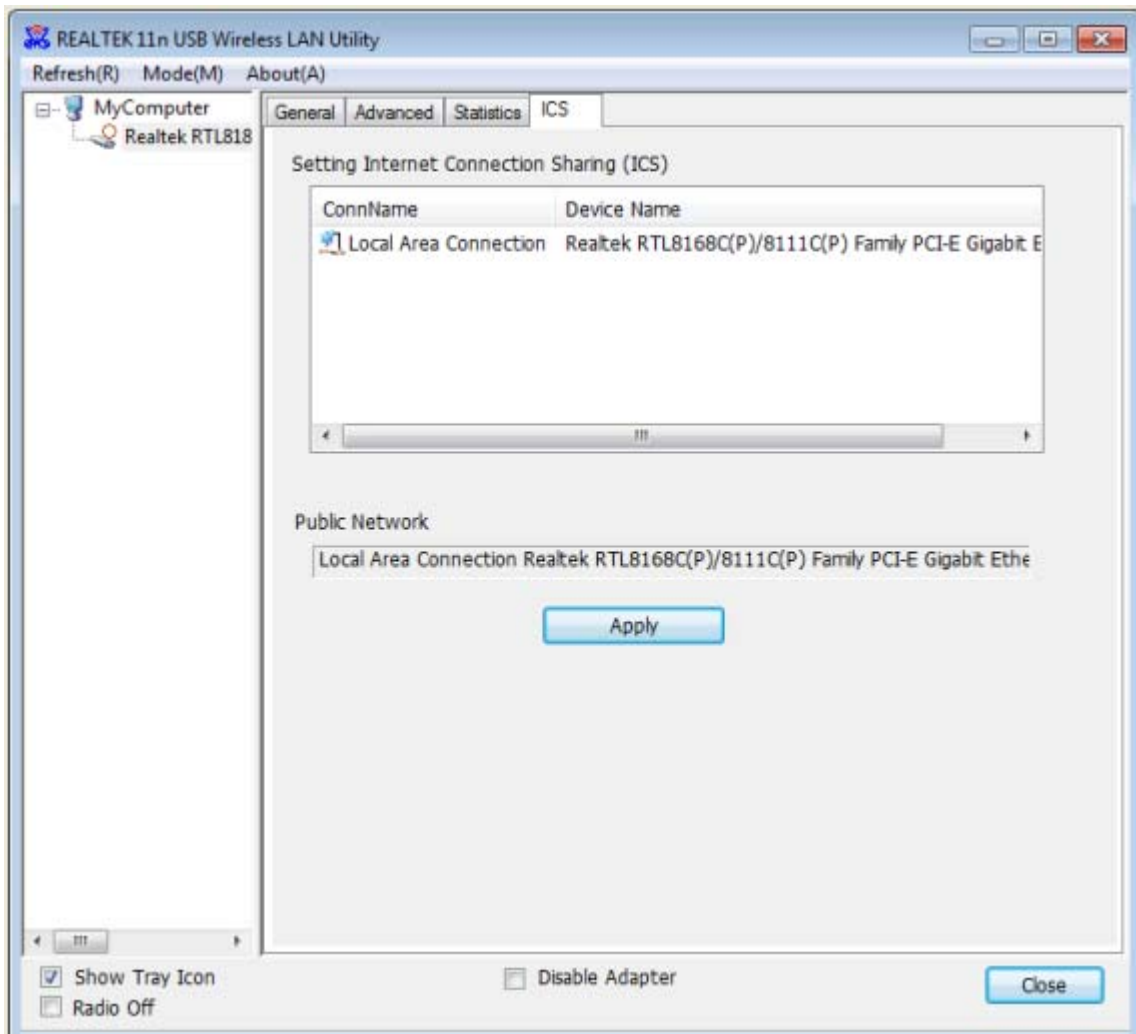 REALTEK 11n USB Wireless LAN Utility
Refresh(R) Mode(M) About(A)
MyComputer
Realtek RTL818
General Advanced Statistics ICS
Setting Internet Connection Sharing (ICS)
ConnName Device Name
Local Area Connection Realtek RTL8168C(P)/8111C(P) Family PCI-E Gigabit E
Public Network
Local Area Connection Realtek RTL8168C(P)/8111C(P) Family PCI-E Gigabit Ethe
Apply
Show Tray Icon
Radio Off
Disable Adapter
Close